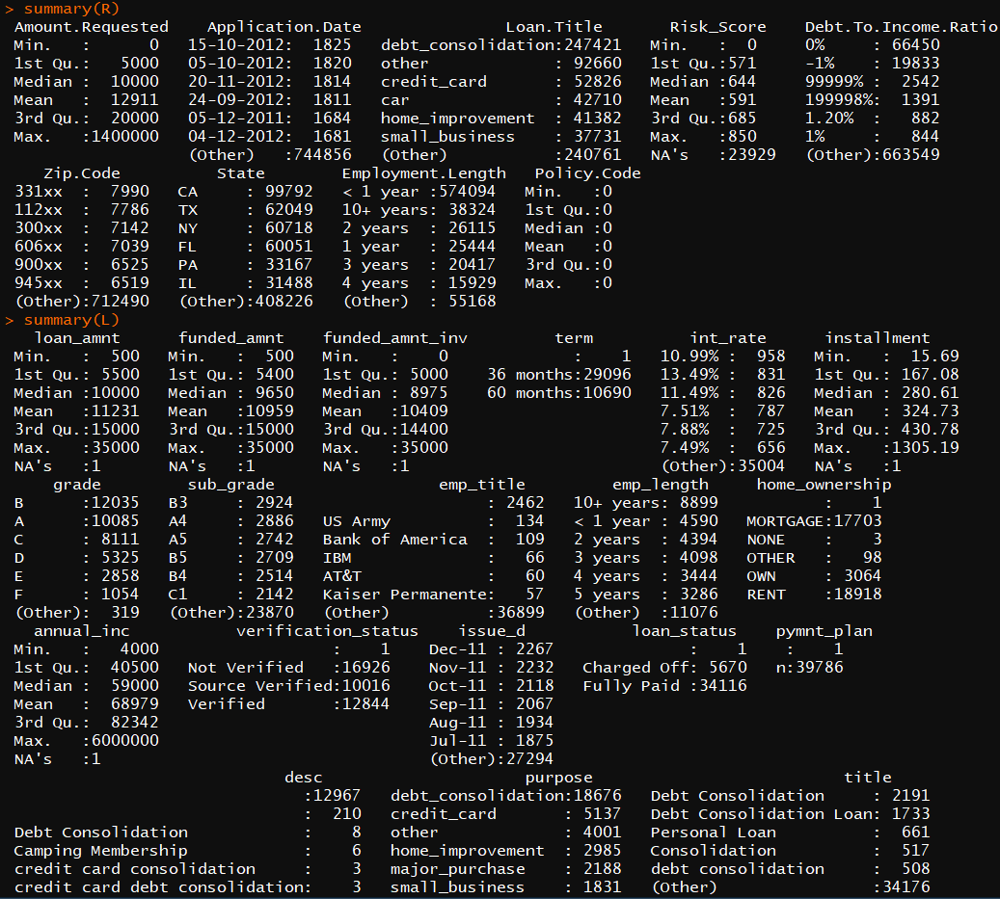 > summary(R)
Amount.Requested Application.Date Loan.Title Risk_Score Debt.To.Income.Ratio
Min. : 0 15-10-2012: 1825 debt_consolidation:247421 Min. : 0 0% : 66450
1st Qu.: 5000 05-10-2012: 1820 other : 92660 1st Qu.:571 -1% : 19833
Median : 10000 20-11-2012: 1814 credit_card : 52826 Median :644 99999% : 2542
Mean : 12911 24-09-2012: 1811 car : 42710 Mean :591 199998%: 1391
3rd Qu.: 20000 05-12-2011: 1684 home_improvement : 41382 3rd Qu.:685 1.20% : 882
Max. :1400000 04-12-2012: 1681 small_business : 37731 Max. :850 1% : 844
(Other) :744856 (Other) :240761 NA's :23929 (Other):663549
Zip.Code State Employment.Length Policy.Code
331xx : 7990 CA : 99792 < 1 year :574094 Min. :0
112xx : 7786 TX : 62049 10+ years: 38324 1st Qu.:0
300xx : 7142 NY : 60718 2 years : 26115 Median :0
606xx : 7039 FL : 60051 1 year : 25444 Mean :0
900xx : 6525 PA : 33167 3 years : 20417 3rd Qu.:0
945xx : 6519 IL : 31488 4 years : 15929 Max. :0
(Other):712490 (Other):408226 (Other) : 55168
> summary(L)
loan_amnt funded_amnt funded_amnt_inv term int_rate installment
Min. : 500 Min. : 500 Min. : 0 : 1 10.99% : 958 Min. : 15.69
1st Qu.: 5500 1st Qu.: 5400 1st Qu.: 5000 36 months:29096 13.49% : 831 1st Qu.: 167.08
Median :10000 Median : 9650 Median : 8975 60 months:10690 11.49% : 826 Median : 280.61
Mean :11231 Mean :10959 Mean :10409 7.51% : 787 Mean : 324.73
3rd Qu.:15000 3rd Qu.:15000 3rd Qu.:14400 7.88% : 725 3rd Qu.: 430.78
Max. :35000 Max. :35000 Max. :35000 7.49% : 656 Max. :1305.19
NA's :1 NA's :1 NA's :1 (Other):35004 NA's :1
grade sub_grade emp_title emp_length home_ownership
B :12035 B3 : 2924 : 2462 10+ years: 8899 : 1
A :10085 A4 : 2886 US Army : 134 < 1 year : 4590 MORTGAGE:17703
C : 8111 A5 : 2742 Bank of America : 109 2 years : 4394 NONE : 3
D : 5325 B5 : 2709 IBM : 66 3 years : 4098 OTHER : 98
E : 2858 B4 : 2514 AT&T : 60 4 years : 3444 OWN : 3064
F : 1054 C1 : 2142 Kaiser Permanente: 57 5 years : 3286 RENT :18918
(Other): 319 (Other):23870 (Other) :36899 (Other) :11076
annual_inc verification_status issue_d loan_status pymnt_plan
Min. : 4000 : 1 Dec-11 : 2267 : 1 : 1
1st Qu.: 40500 Not Verified :16926 Nov-11 : 2232 Charged Off: 5670 n:39786
Median : 59000 Source Verified:10016 Oct-11 : 2118 Fully Paid :34116
Mean : 68979 Verified :12844 Sep-11 : 2067
3rd Qu.: 82342 Aug-11 : 1934
Max. :6000000 Jul-11 : 1875
NA's :1 (Other):27294
desc purpose title
:12967 debt_consolidation:18676 Debt Consolidation : 2191
: 210 credit_card : 5137 Debt Consolidation Loan: 1733
Debt Consolidation : 8 other : 4001 Personal Loan : 661
Camping Membership : 6 home_improvement : 2985 Consolidation : 517
credit card consolidation : 3 major_purchase : 2188 debt consolidation : 508
credit card debt consolidation: 3 small_business : 1831 (Other) :34176